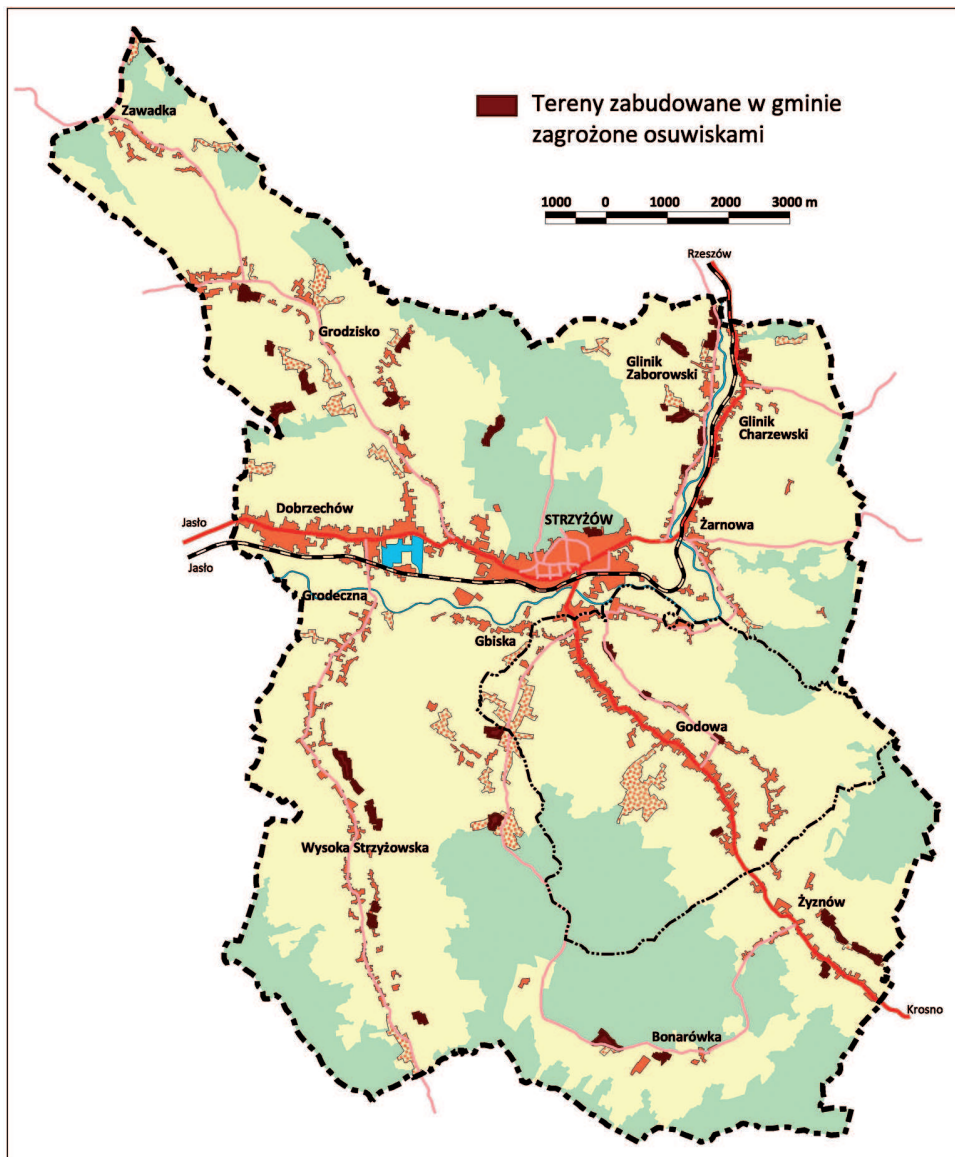 Tereny zabudowane w gminie
zagrożone osuwiskami
1000 0 1000 2000 3000 m
Zawadka
Rzeszów
Grodzisko
Glinik
Zaborowski
Glinik
Charzewski
Dobrzechów
STRZYŻÓW
Żarnowa
Jasło
Jasło
Grodeczna
Gbiska
Godowa
Wysoka Strzyżowska
Żyznów
Krosno
Bonarówka